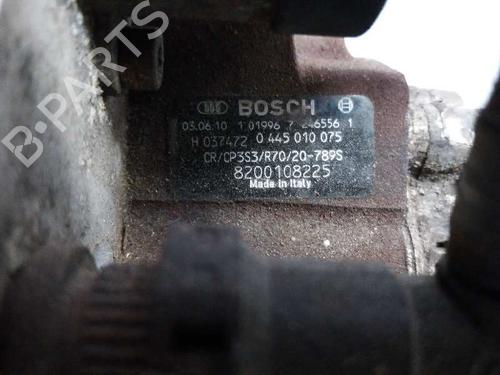 B-PARTS
BOSCH
03.06.10 1 01996 7 246556 1
H 037472 0 445 010 075
CR/CP3S3/R70/20-789S
8200108225
Made in Italy